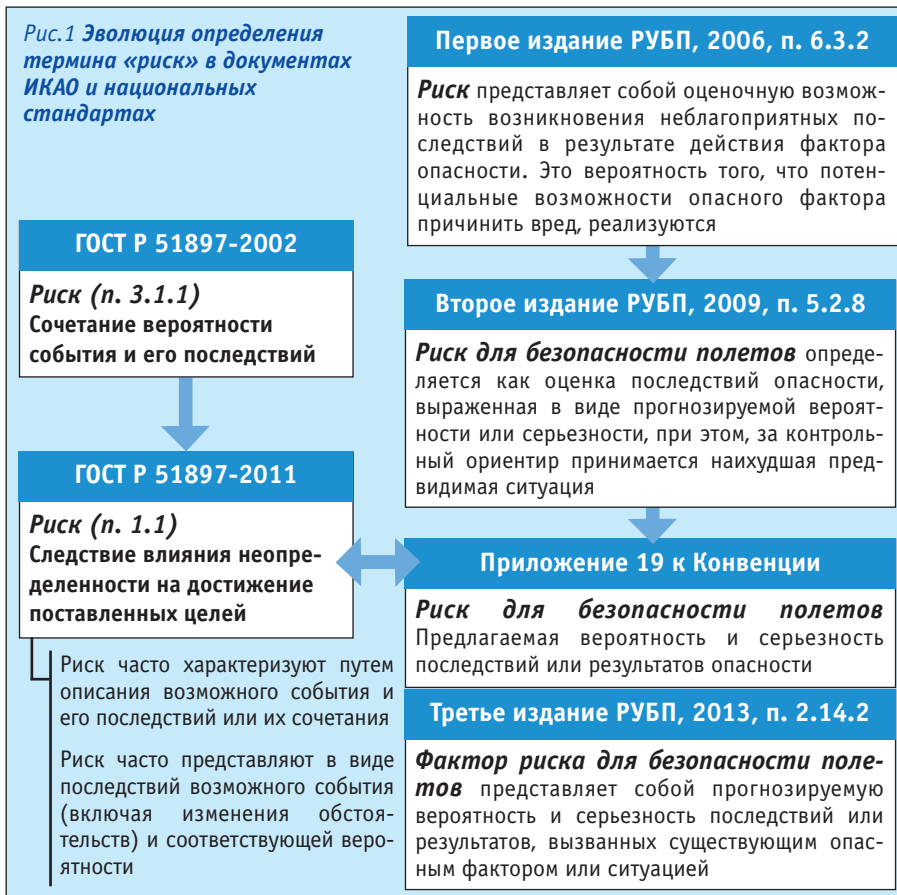 Рис.1 Эволюция определения
термина «риск» в документах
ИКАО и национальных
стандартах
ГОСТ Р 51897-2002
Риск (п. 3.1.1)
Сочетание вероятности
события и его последствий
ГОСТ Р 51897-2011
Риск (п. 1.1)
Следствие влияния неопре-
деленности на достижение
поставленных целей
Риск часто характеризуют путем
описания возможного события и
его последствий или их сочетания
Риск часто представляют в виде
последствий возможного события
(включая изменения обстоя-
тельств) и соответствующей веро-
ятности
Первое издание РУБП, 2006, п. 6.3.2
Риск представляет собой оценочную возмож-
ность возникновения неблагоприятных по-
следствий в результате действия фактора
опасности. Это вероятность того, что потен-
циальные возможности опасного фактора
причинить вред, реализуются
Второе издание РУБП, 2009, п. 5.2.8
Риск для безопасности полетов опреде-
ляется как оценка последствий опасности,
выраженная в виде прогнозируемой вероят-
ности или серьезности, при этом, за контроль-
ный ориентир принимается наихудшая пред-
видимая ситуация
Приложение 19 к Конвенции
Риск для безопасности полетов
Предлагаемая вероятность и серьезность
последствий или результатов опасности
Третье издание РУБП, 2013, п. 2.14.2
Фактор риска для безопасности поле-
тов представляет собой прогнозируемую
вероятность и серьезность последствий или
результатов, вызванных существующим опас-
ным фактором или ситуацией